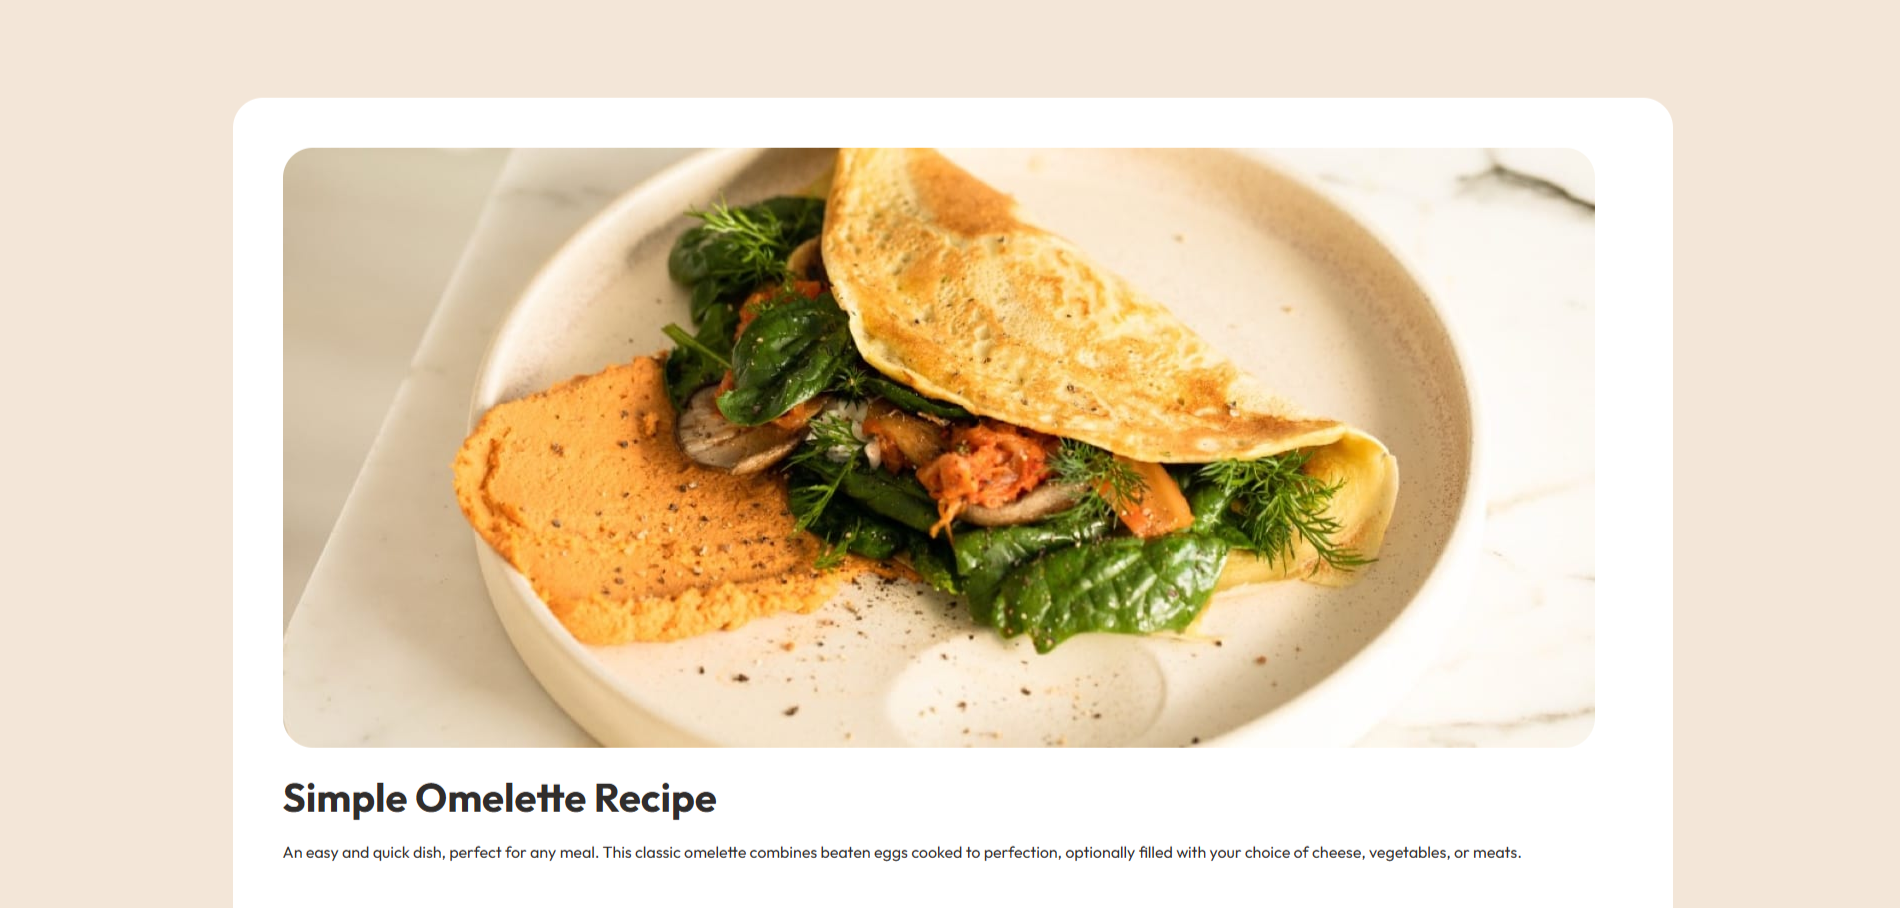 Simple Omelette Recipe
An easy and quick dish, perfect for any meal. This classic omelette combines beaten eggs cooked to perfection, optionally filled with your choice of cheese, vegetables, or meats.